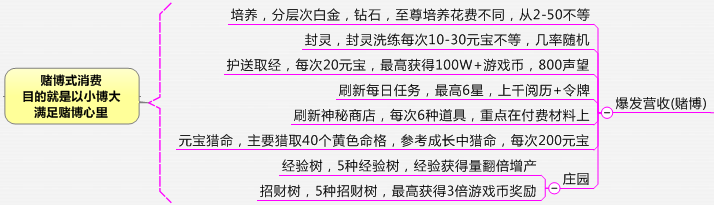 赌博式消费
目的就是以小博大
满足赌博心里
培养，分层次白金，钻石，至尊培养花费不同，从2-50不等
封灵，封灵洗练每次10-30元宝不等，几率随机
护送取经，每次20元宝，最高获得100W+游戏币，800声望
刷新每日任务，最高6星，上千阅历+令牌
刷新神秘商店，每次6种道具，重点在付费材料上
元宝猎命，主要猎取40个黄色命格，参考成长中猎命，每次200元宝
爆发营收(赌博)
经验树，5种经验树，经验获得量翻倍增产
招财树，5种招财树，最高获得3倍游戏币奖励
庄园